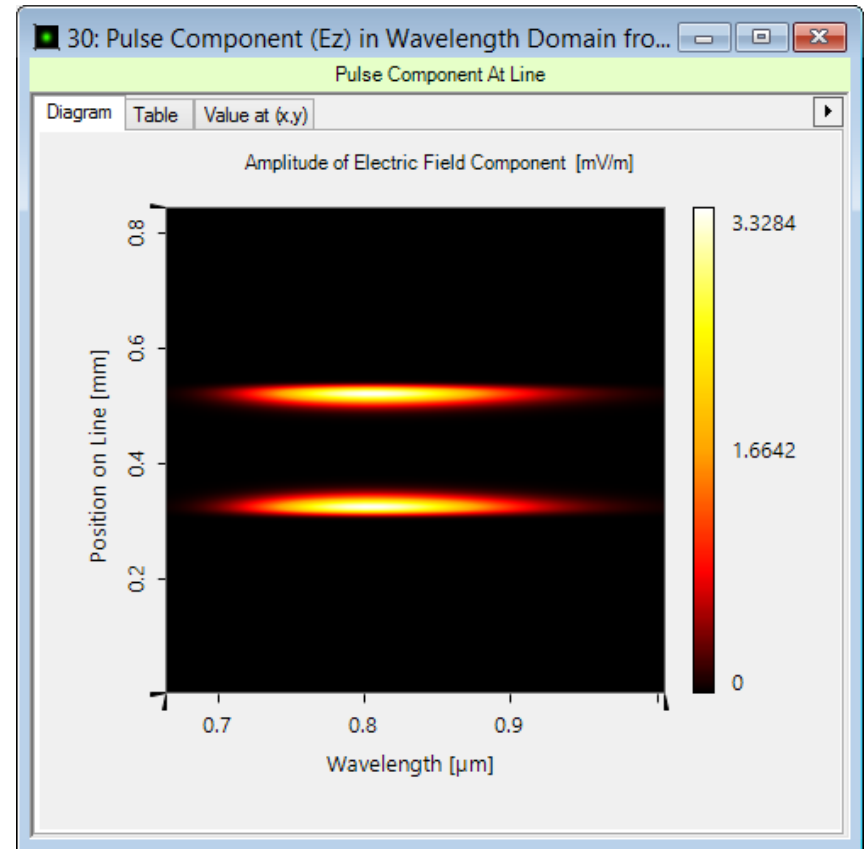 30: Pulse Component (Ez) in Wavelength Domain fro...
Pulse Component At Line
Diagram Table Value at (x,y)
Amplitude of Electric Field Component [mV/m]
3.3284
1.6642
0
0.8
0.6
0.4
0.2
Position on Line [mm]
0.7 0.8 0.9
Wavelength [µm]